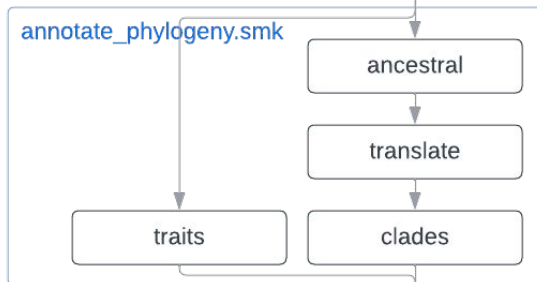 annotate_phylogeny.smk
ancestral
translate
traits
clades